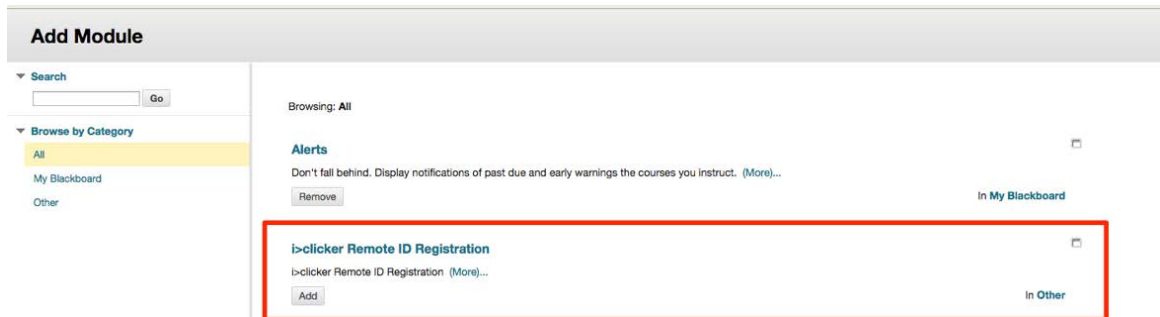 Add Module
Search
Go
Browse by Category
All
My Blackboard
Other
Browsing: All
Alerts
Don't fall behind. Display notifications of past due and early warnings the courses you instruct. (More)...
Remove
In My Blackboard
i>clicker Remote ID Registration
i>clicker Remote ID Registration (More)...
Add
In Other